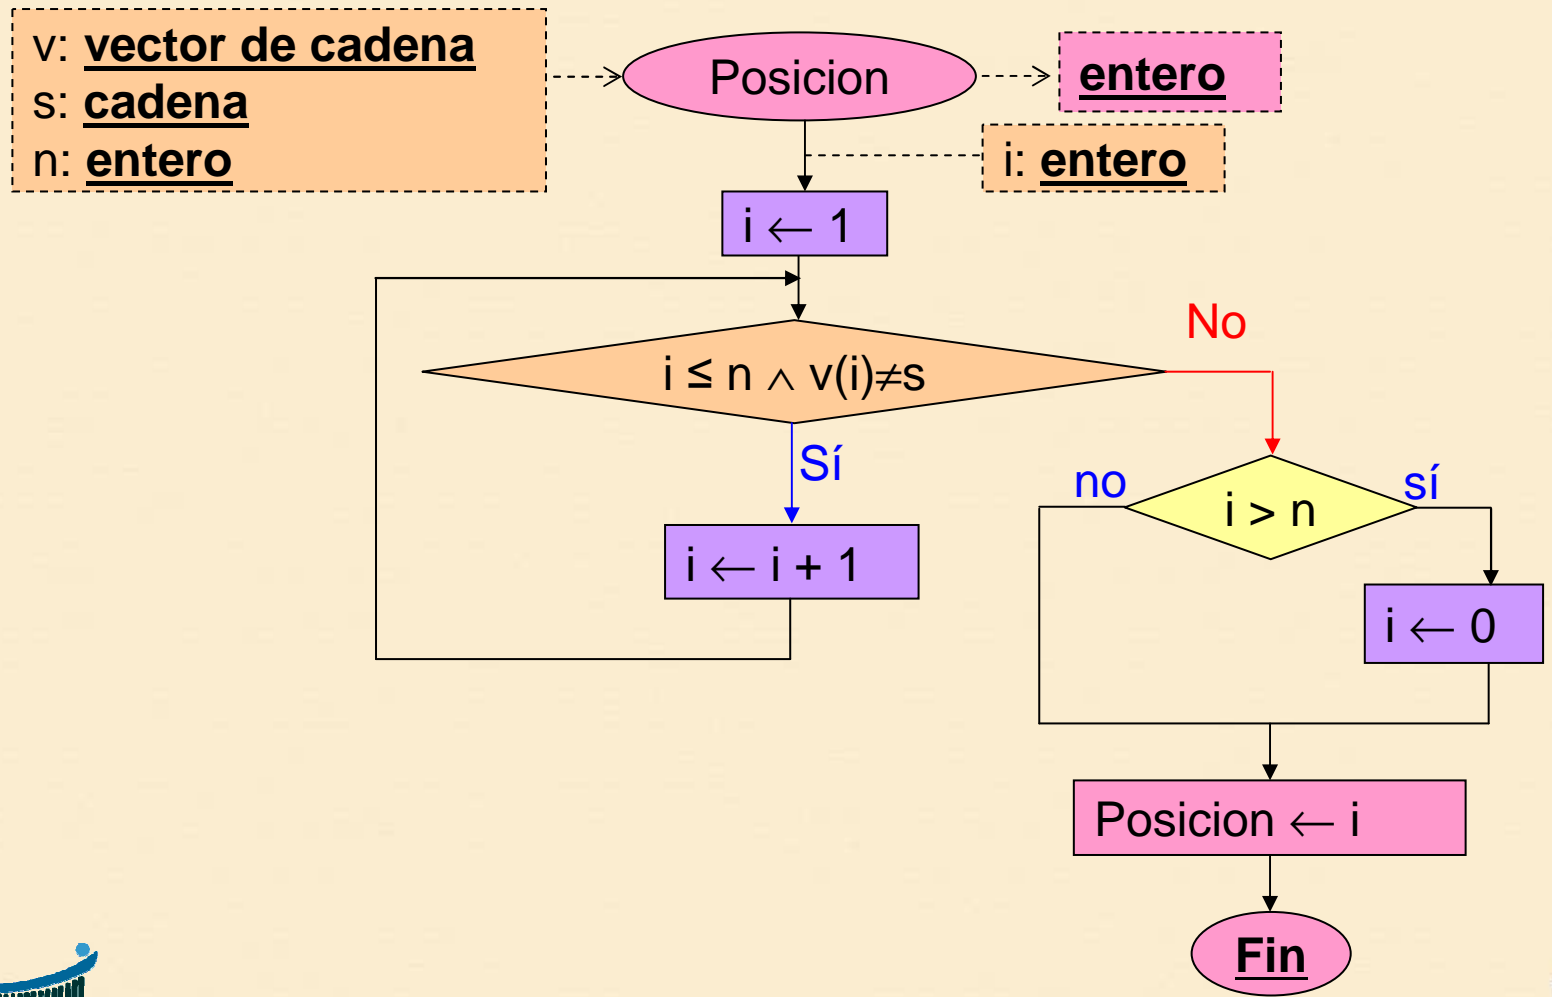 v: vector de cadena
s: cadena
n: entero
Posicion
entero
i: entero
i ← 1
i ≤ n ∧ v(i)≠s
No
Sí
i ← i + 1
no
i > n
sí
i ← 0
Posicion ← i
Fin